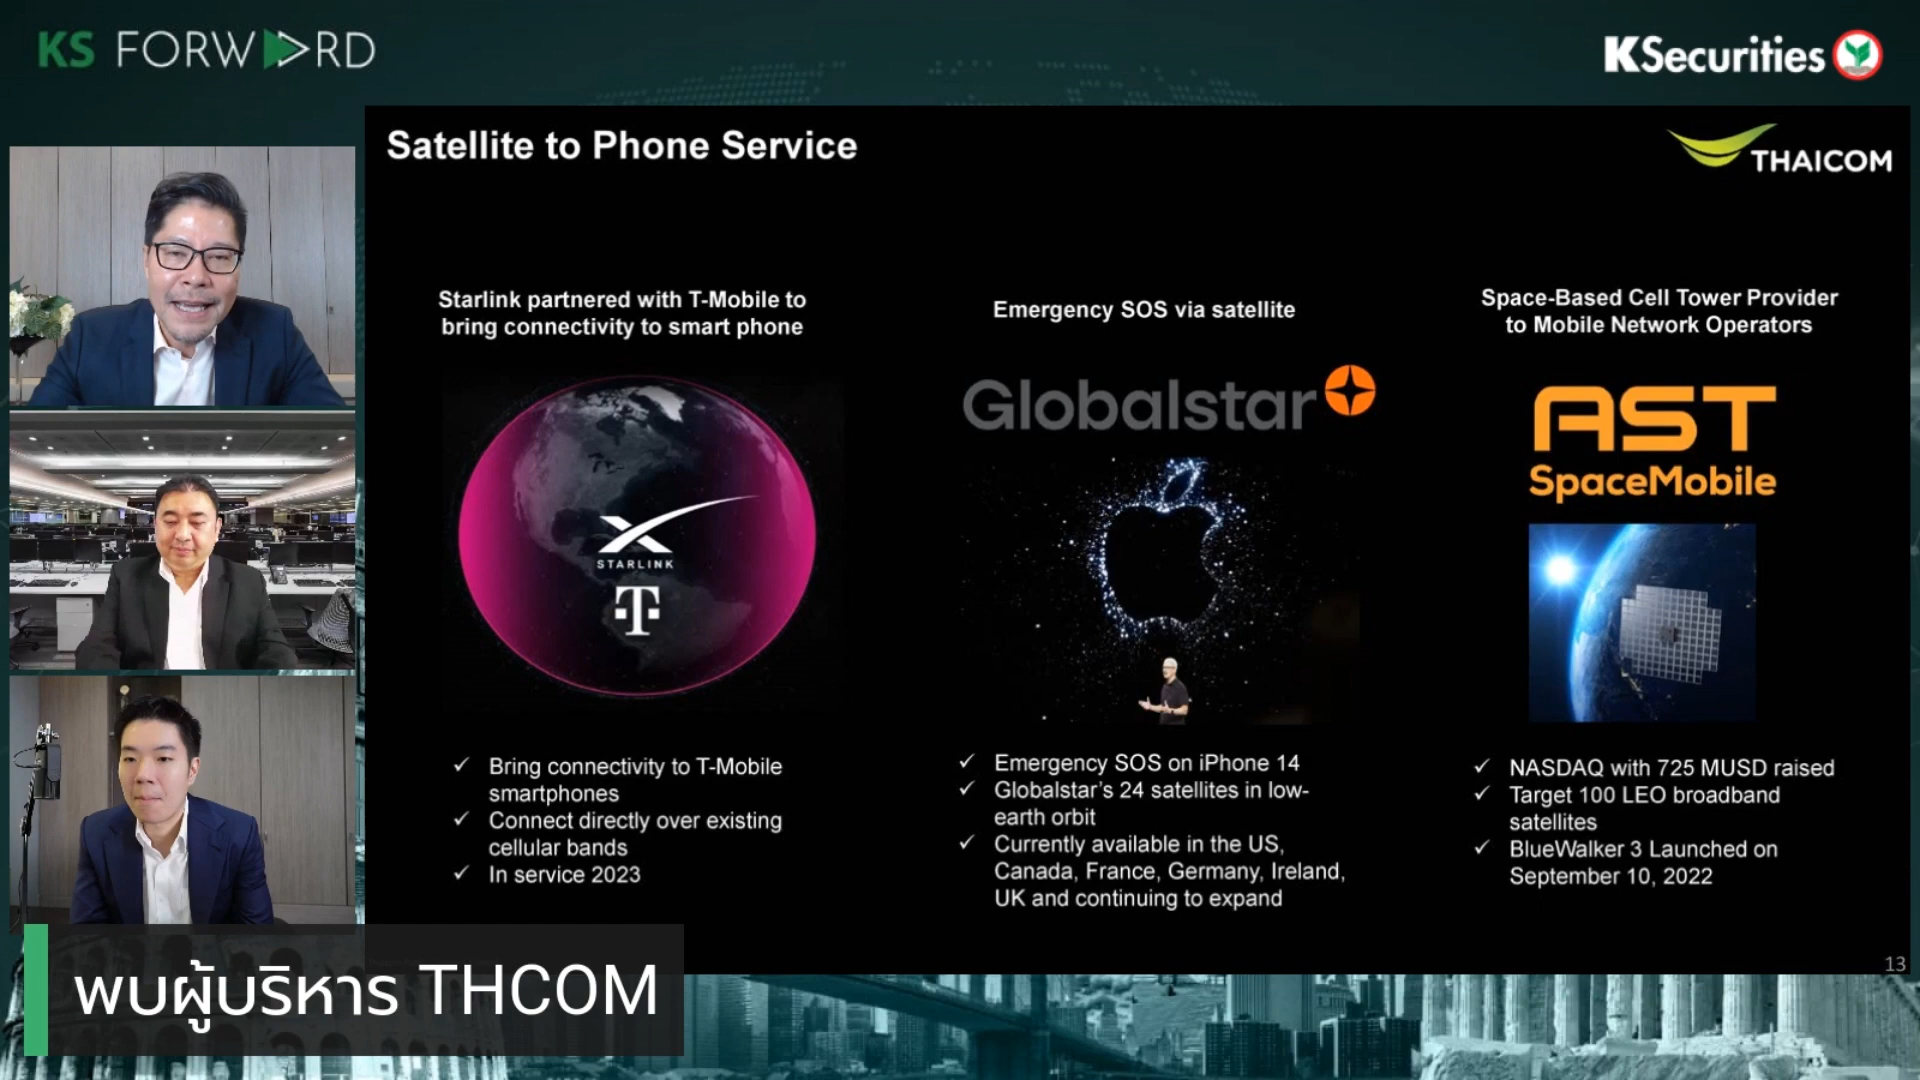 KS FORWARD
KSecurities
Satellite to Phone Service
THAICOM
Starlink partnered with T-Mobile to
bring connectivity to smart phone
STARLINK
T
✓ Bring connectivity to T-Mobile
smartphones
✓ Connect directly over existing
cellular bands
✓ In service 2023
Emergency SOS via satellite
Globalstar
✓ Emergency SOS on iPhone 14
✓ Globalstar's 24 satellites in low-
earth orbit
✓ Currently available in the US,
Canada, France, Germany, Ireland,
UK and continuing to expand
Space-Based Cell Tower Provider
to Mobile Network Operators
AST
SpaceMobile
✓ NASDAQ with 725 MUSD raised
✓ Target 100 LEO broadband
satellites
✓ BlueWalker 3 Launched on
September 10, 2022
13
พบผู้บริหาร THCOM